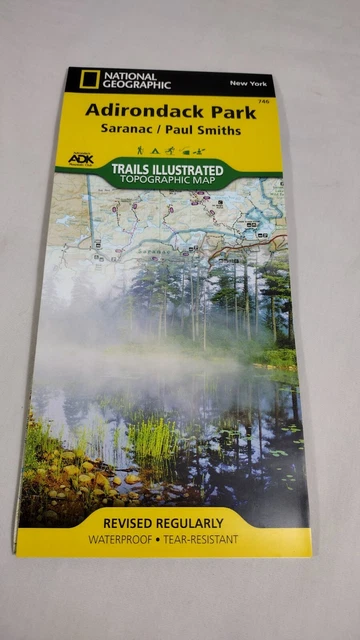 NATIONAL
GEOGRAPHIC
New York
746
Adirondack Park
Saranac / Paul Smiths
ADK
TRAILS ILLUSTRATED
TOPOGRAPHIC MAP
REVISED REGULARLY
WATERPROOF • TEAR-RESISTANT